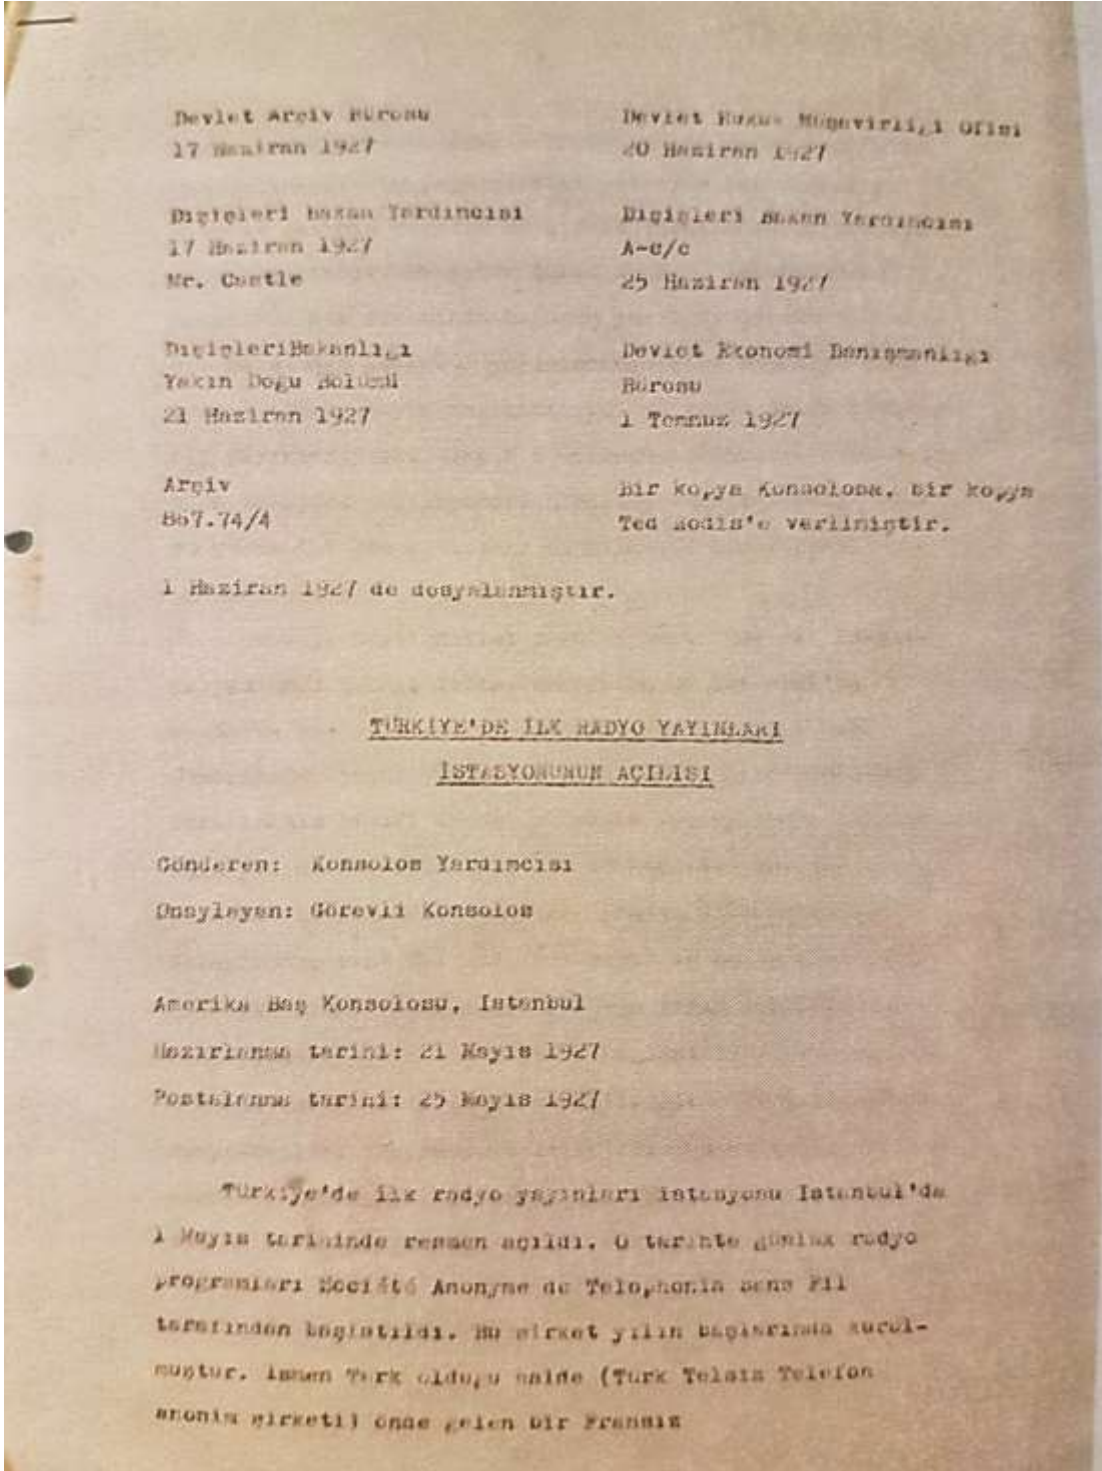 Devlet Arşiv Bürosu
17 Haziran 1927
Devlet Hukuk Müşavirliği Ofisi
20 Haziran 1927
Dışişleri Bakan Yardımcısı
17 Haziran 1927
Mr. Castle
Dışişleri Bakan Yardımcısı
A-C/C
25 Haziran 1927
DışişleriBakanlığı
Yakın Doğu Bölümü
21 Haziran 1927
Devlet Ekonomi Danışmanlığı
Bürosu
1 Temmuz 1927
Arşiv
867.74/4
Bir kopya Konsolosa, bir kopya
Ted verilmiştir.
1 Haziran 1927 de dosyalanmıştır.
TÜRKİYE'DE İLK RADYO YAYINLARI
İSTASYONUNUN AÇILISI
Gönderen: Konsolos Yardımcısı
Onaylayan: Görevli Konsolos
Amerika Baş Konsolosu, İstanbul
Hazırlanma tarihi: 21 Mayıs 1927
Postalanma tarihi: 25 Mayıs 1927
Türkiye'de ilk radyo yayınları istasyonu İstanbul'da
1 Mayıs tarihinde resmen açıldı. O tarihte günlük radyo
programları Société Anonyme de Telephonie Sans Fil
tarafından başlatıldı. Bu şirket yılın başlarında kurul-
muştur. İsmen Türk olduğu halde (Türk Telsiz Telefon
anonim şirketi) önde gelen bir Fransız